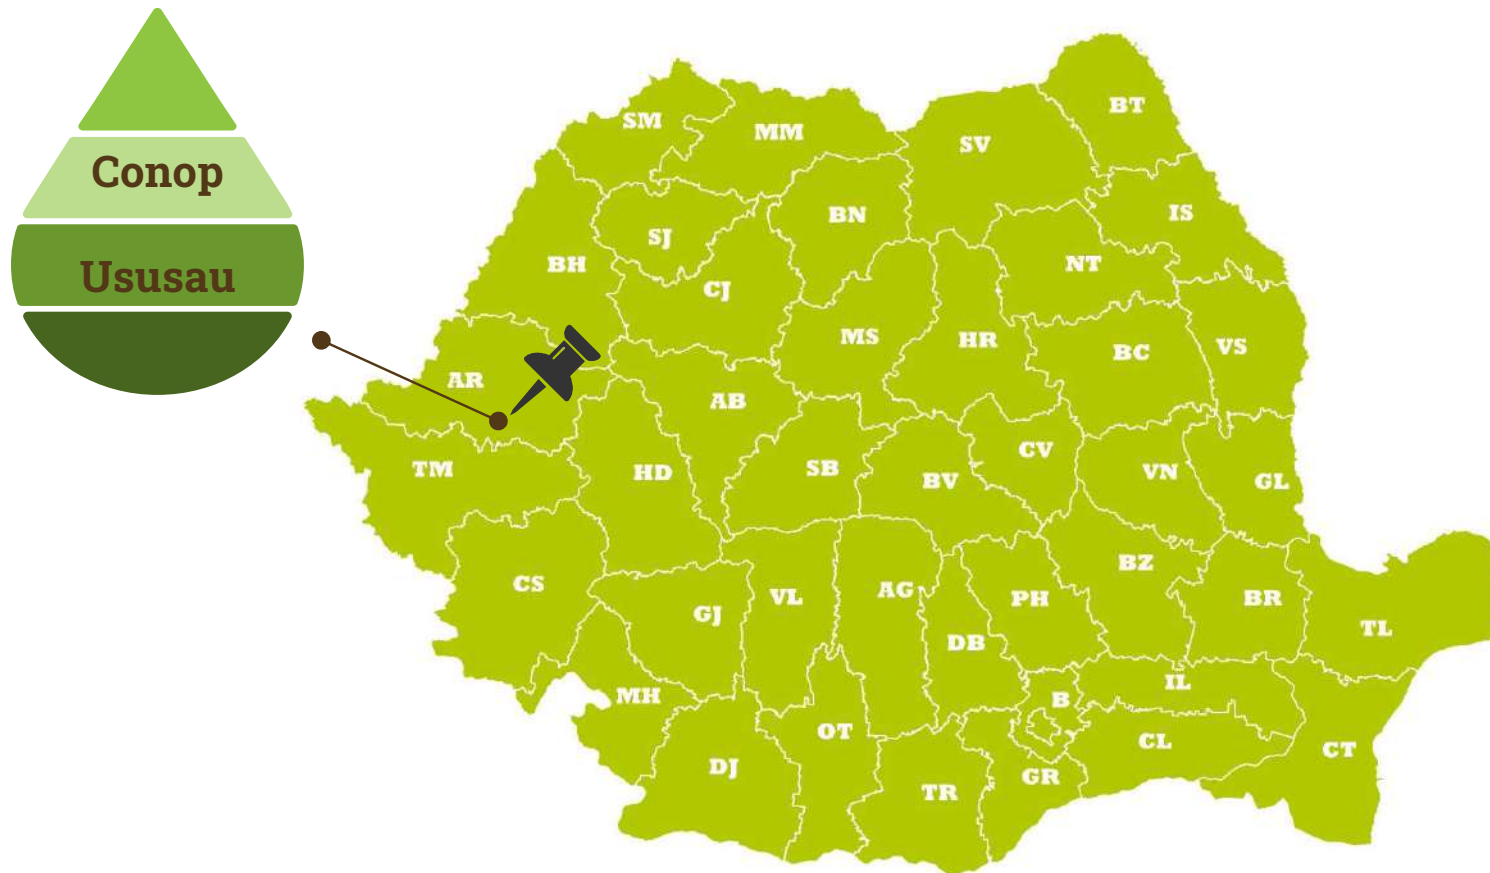 Conop
Ususau
SM
MM
SV
BT
BH
SJ
BN
CJ
NT
IS
AR
AB
MS
HR
BC
VS
TM
HD
SB
BV
CV
VN
GL
CS
GJ
VL
AG
DB
PH
BZ
BR
TL
MH
DJ
OT
TR
GR
B
IL
CL
CT